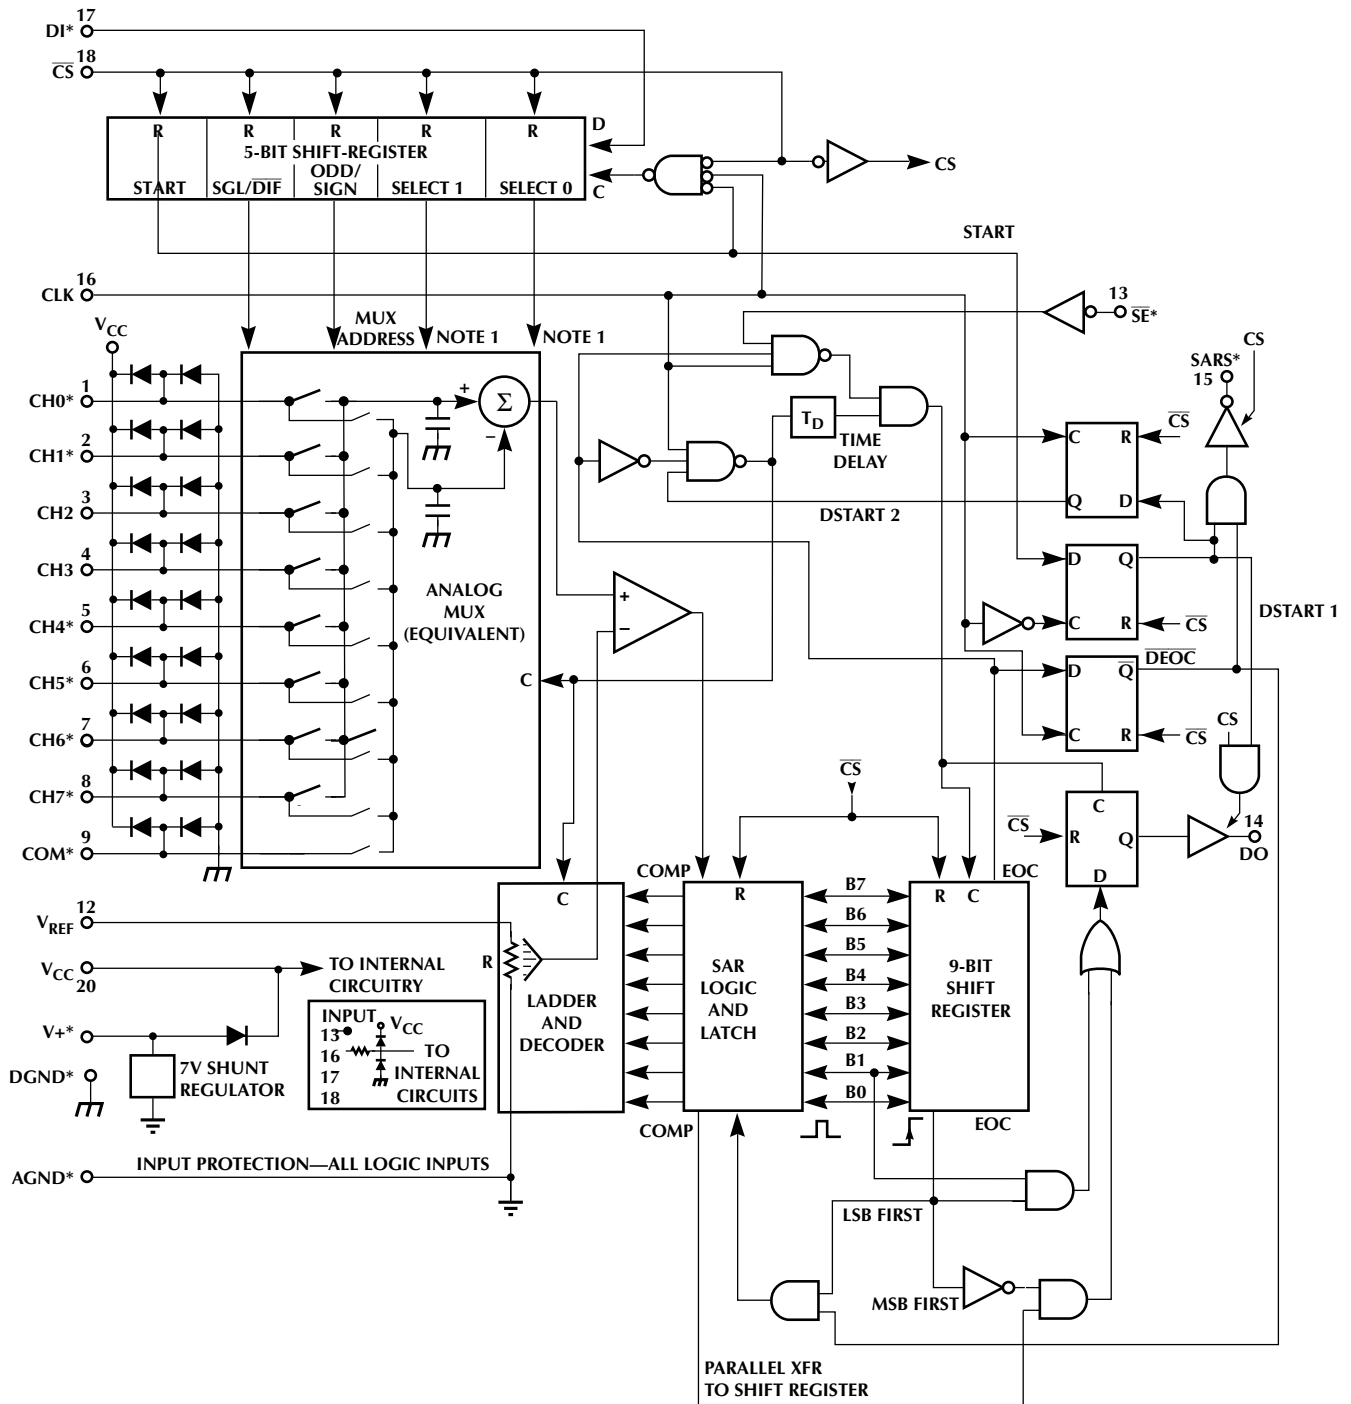 17
DI*
18
CS
R R R R R D
5-BIT SHIFT-REGISTER
START SGL/DIF ODD/
SIGN SELECT 1 SELECT 0 C
CS
START
16
CLK
13
SE*
MUX
ADDRESS NOTE 1 NOTE 1
VCC
CS
SARS*
15
1
CH0*
2
CH1*
3
CH2
4
CH3
5
CH4*
6
CH5*
7
CH6*
8
CH7*
9
COM*
+ Σ
−
ANALOG
MUX
(EQUIVALENT)
C
+
−
TD
TIME
DELAY
DSTART 2
C R CS
Q D
D Q
C R CS
DSTART 1
D Q DEOC
C R CS
CS
CS
C
CS R Q
D
14
DO
COMP
R
R C
EOC
12
VREF
VCC
20
TO INTERNAL
CIRCUITRY
V+*
7V SHUNT
REGULATOR
DGND*
INPUT
13
16
17
18
VCC
TO
INTERNAL
CIRCUITS
C
R
LADDER
AND
DECODER
SAR
LOGIC
AND
LATCH
B7
B6
B5
B4
B3
B2
B1
B0
9-BIT
SHIFT
REGISTER
COMP
EOC
INPUT PROTECTION—ALL LOGIC INPUTS
AGND*
LSB FIRST
MSB FIRST
PARALLEL XFR
TO SHIFT REGISTER